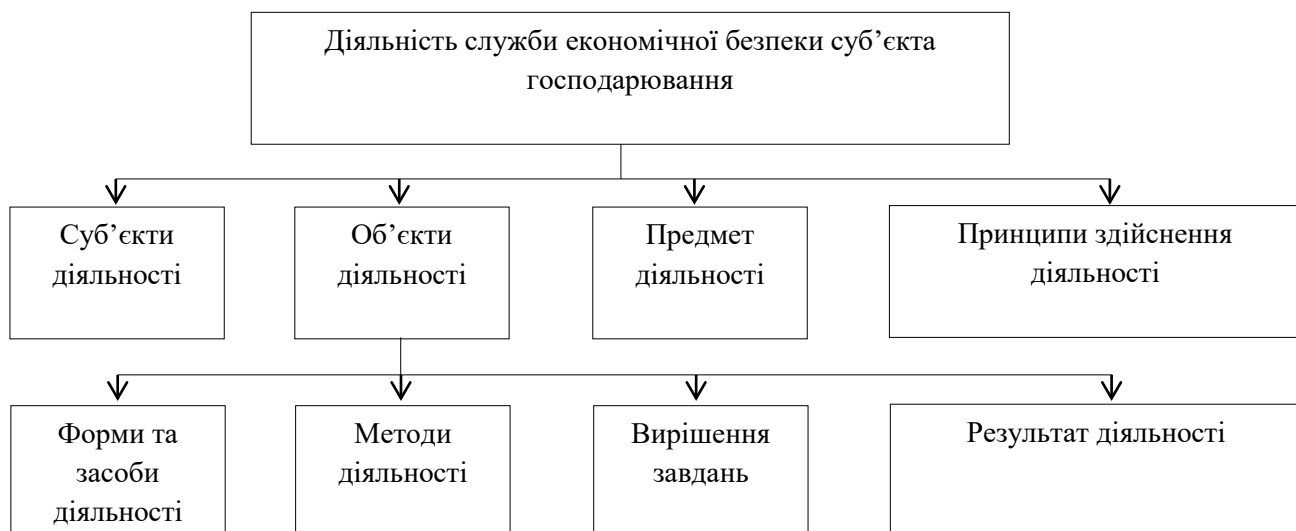 Діяльність служби економічної безпеки суб’єкта
господарювання
Суб’єкти
діяльності
Об’єкти
діяльності
Предмет
діяльності
Принципи здійснення
діяльності
Форми та
засоби
діяльності
Методи
діяльності
Вирішення
завдань
Результат діяльності